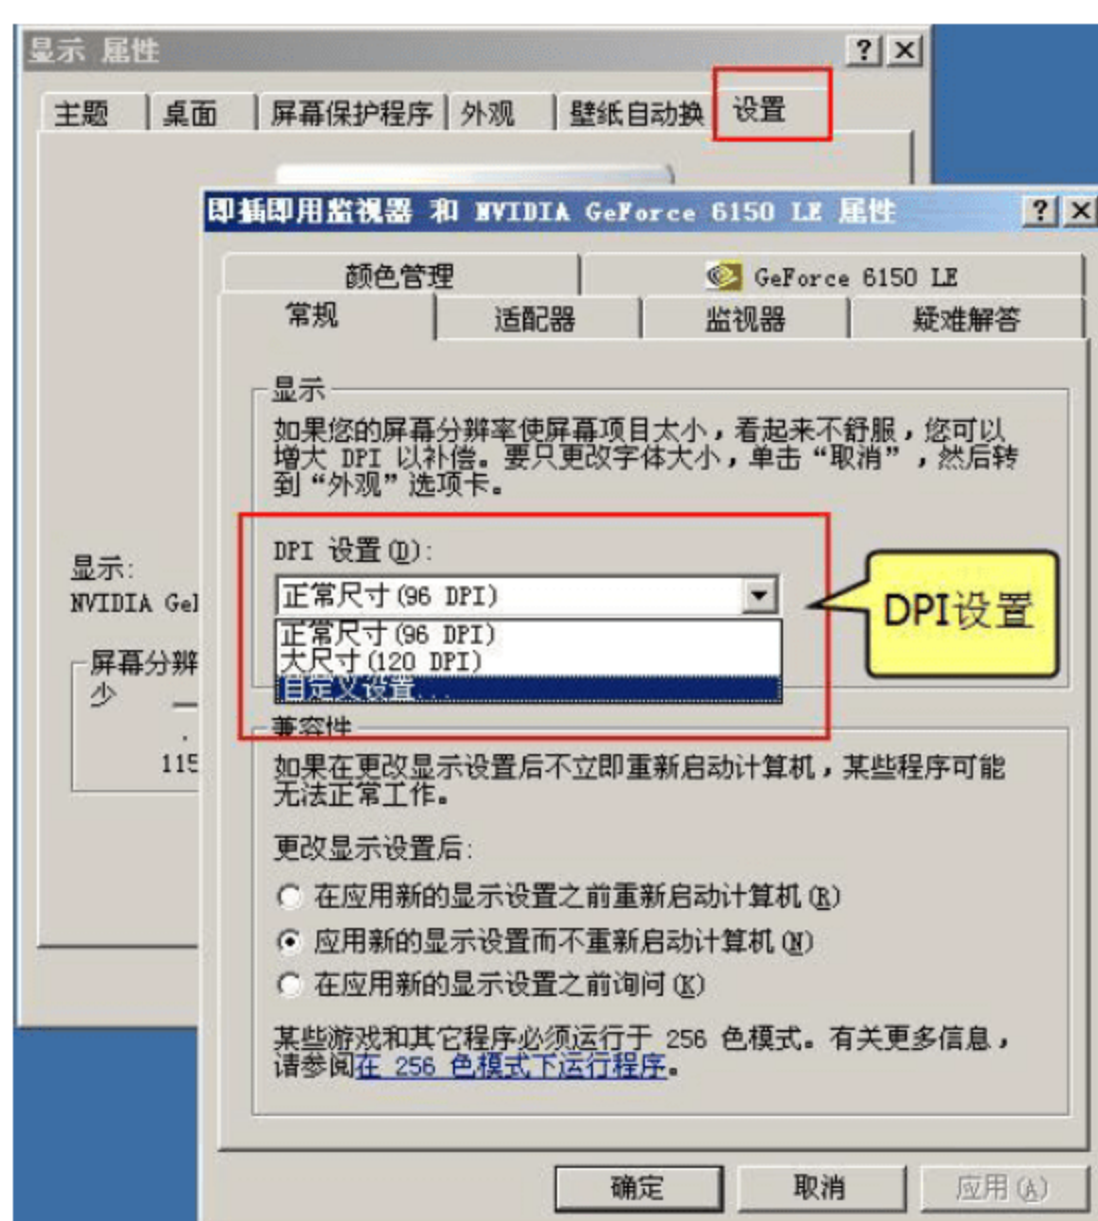 显示 属性
主题 桌面 屏幕保护程序 外观 壁纸自动换 设置
即插即用监视器 和 NVIDIA GeForce 6150 LE 属性
颜色管理 GeForce 6150 LE
常规 适配器 监视器 疑难解答
显示
如果您的屏幕分辨率使屏幕项目太小，看起来不舒服，您可以
增大 DPI 以补偿。要只更改字体大小，单击“取消”，然后转
到“外观”选项卡。
DPI 设置(D):
正常尺寸(96 DPI)
DPI设置
正常尺寸(96 DPI)
大尺寸(120 DPI)
自定义设置...
显示:
NVIDIA Ge
屏幕分辨
少
115
兼容性
如果在更改显示设置后不立即重新启动计算机，某些程序可能
无法正常工作。
更改显示设置后:
在应用新的显示设置之前重新启动计算机(R)
应用新的显示设置而不重新启动计算机(N)
在应用新的显示设置之前询问(K)
某些游戏和其它程序必须运行于 256 色模式。有关更多信息，
请参阅在 256 色模式下运行程序。
确定 取消 应用(A)